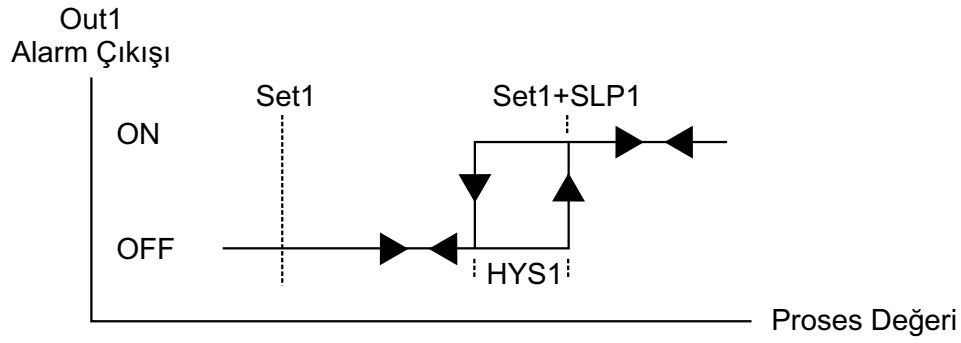 Out1
Alarm Çıkışı
Set1
Set1+SLP1
ON
OFF
HYS1
Proses Değeri